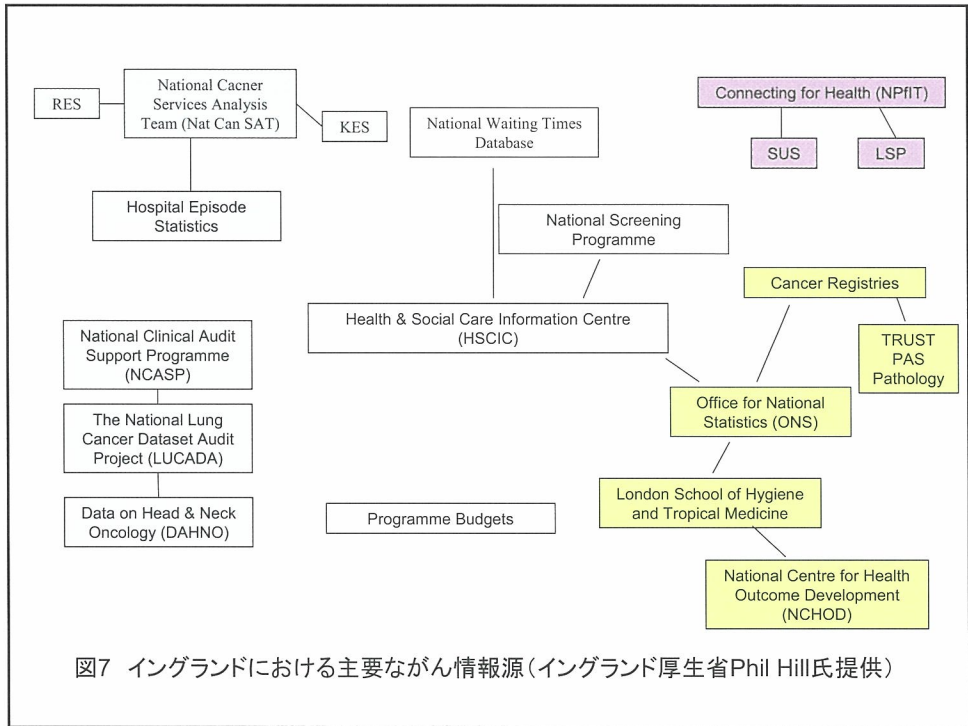 RES
National Cacner
Services Analysis
Team (Nat Can SAT)
KES
National Waiting Times
Database
Connecting for Health (NPfIT)
SUS
LSP
Hospital Episode
Statistics
National Screening
Programme
Cancer Registries
Health & Social Care Information Centre
(HSCIC)
National Clinical Audit
Support Programme
(NCASP)
TRUST
PAS
Pathology
Office for National
Statistics (ONS)
The National Lung
Cancer Dataset Audit
Project (LUCADA)
London School of Hygiene
and Tropical Medicine
Data on Head & Neck
Oncology (DAHNO)
Programme Budgets
National Centre for Health
Outcome Development
(NCHOD)
図7 イングランドにおける主要ながん情報源(イングランド厚生省Phil Hill氏提供)